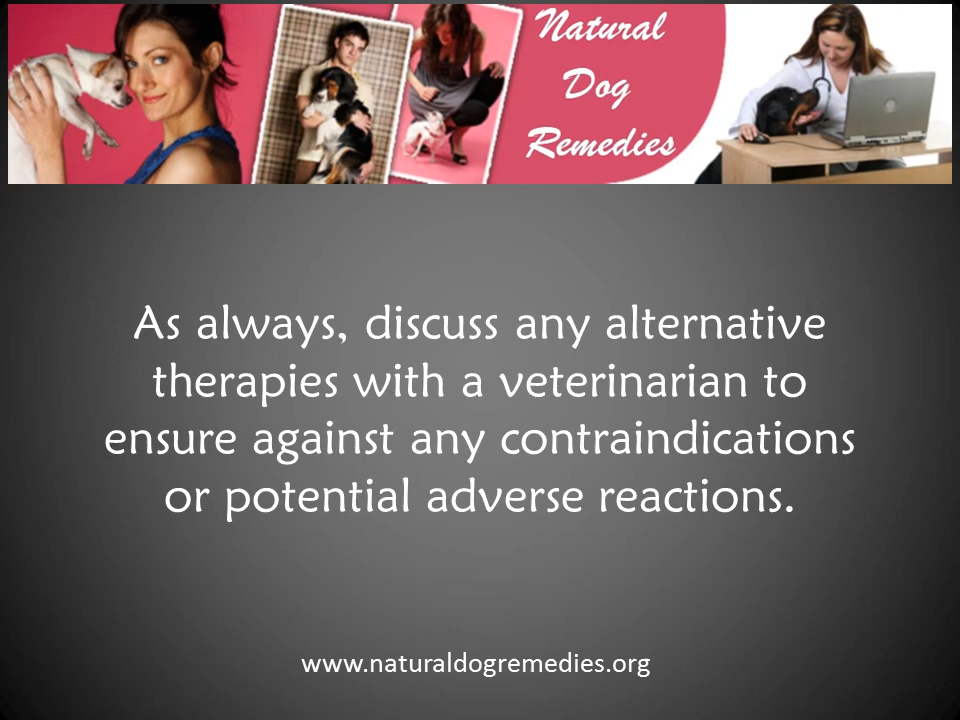 Natural
Dog
Remedies
As always, discuss any alternative
therapies with a veterinarian to
ensure against any contraindications
or potential adverse reactions.
www.naturaldogremedies.org